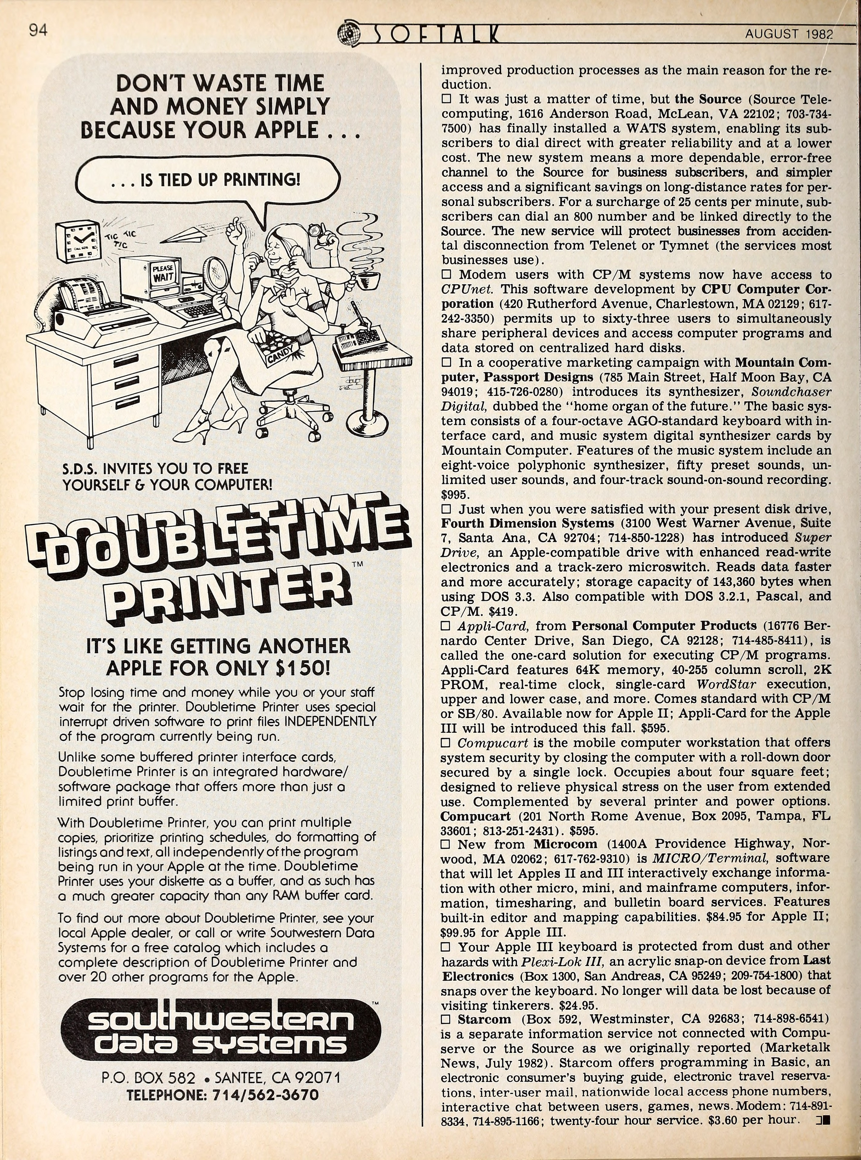 94
SOFTALK
AUGUST 1982
DON'T WASTE TIME
AND MONEY SIMPLY
BECAUSE YOUR APPLE . . .
. . . IS TIED UP PRINTING!
TIC TIC
TIC
PLEASE
WAIT
CANDY
S.D.S. INVITES YOU TO FREE
YOURSELF & YOUR COMPUTER!
DOUBLETIME
DOUBLETIME
PRINTER™
IT'S LIKE GETTING ANOTHER
APPLE FOR ONLY $150!
Stop losing time and money while you or your staff
wait for the printer. Doubletime Printer uses special
interrupt driven software to print files INDEPENDENTLY
of the program currently being run.
Unlike some buffered printer interface cards,
Doubletime Printer is an integrated hardware/
software package that offers more than just a
limited print buffer.
With Doubletime Printer, you can print multiple
copies, prioritize printing schedules, do formatting of
listings and text, all independently of the program
being run in your Apple at the time. Doubletime
Printer uses your diskette as a buffer, and as such has
a much greater capacity than any RAM buffer card.
To find out more about Doubletime Printer, see your
local Apple dealer, or call or write Soutwestern Data
Systems for a free catalog which includes a
complete description of Doubletime Printer and
over 20 other programs for the Apple.
southwestern™
data systems
P.O. BOX 582 • SANTEE, CA 92071
TELEPHONE: 714/562-3670
improved production processes as the main reason for the re-
duction.
□ It was just a matter of time, but the Source (Source Tele-
computing, 1616 Anderson Road, McLean, VA 22102; 703-734-
7500) has finally installed a WATS system, enabling its sub-
scribers to dial direct with greater reliability and at a lower
cost. The new system means a more dependable, error-free
channel to the Source for business subscribers, and simpler
access and a significant savings on long-distance rates for per-
sonal subscribers. For a surcharge of 25 cents per minute, sub-
scribers can dial an 800 number and be linked directly to the
Source. The new service will protect businesses from acciden-
tal disconnection from Telenet or Tymnet (the services most
businesses use).
□ Modem users with CP/M systems now have access to
CPUnet. This software development by CPU Computer Cor-
poration (420 Rutherford Avenue, Charlestown, MA 02129; 617-
242-3350) permits up to sixty-three users to simultaneously
share peripheral devices and access computer programs and
data stored on centralized hard disks.
□ In a cooperative marketing campaign with Mountain Com-
puter, Passport Designs (785 Main Street, Half Moon Bay, CA
94019; 415-726-0280) introduces its synthesizer, Soundchaser
Digital, dubbed the "home organ of the future." The basic sys-
tem consists of a four-octave AGO-standard keyboard with in-
terface card, and music system digital synthesizer cards by
Mountain Computer. Features of the music system include an
eight-voice polyphonic synthesizer, fifty preset sounds, un-
limited user sounds, and four-track sound-on-sound recording.
$995.
□ Just when you were satisfied with your present disk drive,
Fourth Dimension Systems (3100 West Warner Avenue, Suite
7, Santa Ana, CA 92704; 714-850-1228) has introduced Super
Drive, an Apple-compatible drive with enhanced read-write
electronics and a track-zero microswitch. Reads data faster
and more accurately; storage capacity of 143,360 bytes when
using DOS 3.3. Also compatible with DOS 3.2.1, Pascal, and
CP/M. $419.
□ Appli-Card, from Personal Computer Products (16776 Ber-
nardo Center Drive, San Diego, CA 92128; 714-485-8411), is
called the one-card solution for executing CP/M programs.
Appli-Card features 64K memory, 40-255 column scroll, 2K
PROM, real-time clock, single-card WordStar execution,
upper and lower case, and more. Comes standard with CP/M
or SB/80. Available now for Apple II; Appli-Card for the Apple
III will be introduced this fall. $595.
□ Compucart is the mobile computer workstation that offers
system security by closing the computer with a roll-down door
secured by a single lock. Occupies about four square feet;
designed to relieve physical stress on the user from extended
use. Complemented by several printer and power options.
Compucart (201 North Rome Avenue, Box 2095, Tampa, FL
33601; 813-251-2431). $595.
□ New from Microcom (1400A Providence Highway, Nor-
wood, MA 02062; 617-762-9310) is MICRO/Terminal, software
that will let Apples II and III interactively exchange informa-
tion with other micro, mini, and mainframe computers, infor-
mation, timesharing, and bulletin board services. Features
built-in editor and mapping capabilities. $84.95 for Apple II;
$99.95 for Apple III.
□ Your Apple III keyboard is protected from dust and other
hazards with Plexi-Lok III, an acrylic snap-on device from Last
Electronics (Box 1300, San Andreas, CA 95249; 209-754-1800) that
snaps over the keyboard. No longer will data be lost because of
visiting tinkerers. $24.95.
□ Starcom (Box 592, Westminster, CA 92683; 714-898-6541)
is a separate information service not connected with Compu-
serve or the Source as we originally reported (Marketalk
News, July 1982). Starcom offers programming in Basic, an
electronic consumer's buying guide, electronic travel reserva-
tions, inter-user mail, nationwide local access phone numbers,
interactive chat between users, games, news. Modem: 714-891-
8334, 714-895-1166; twenty-four hour service. $3.60 per hour.